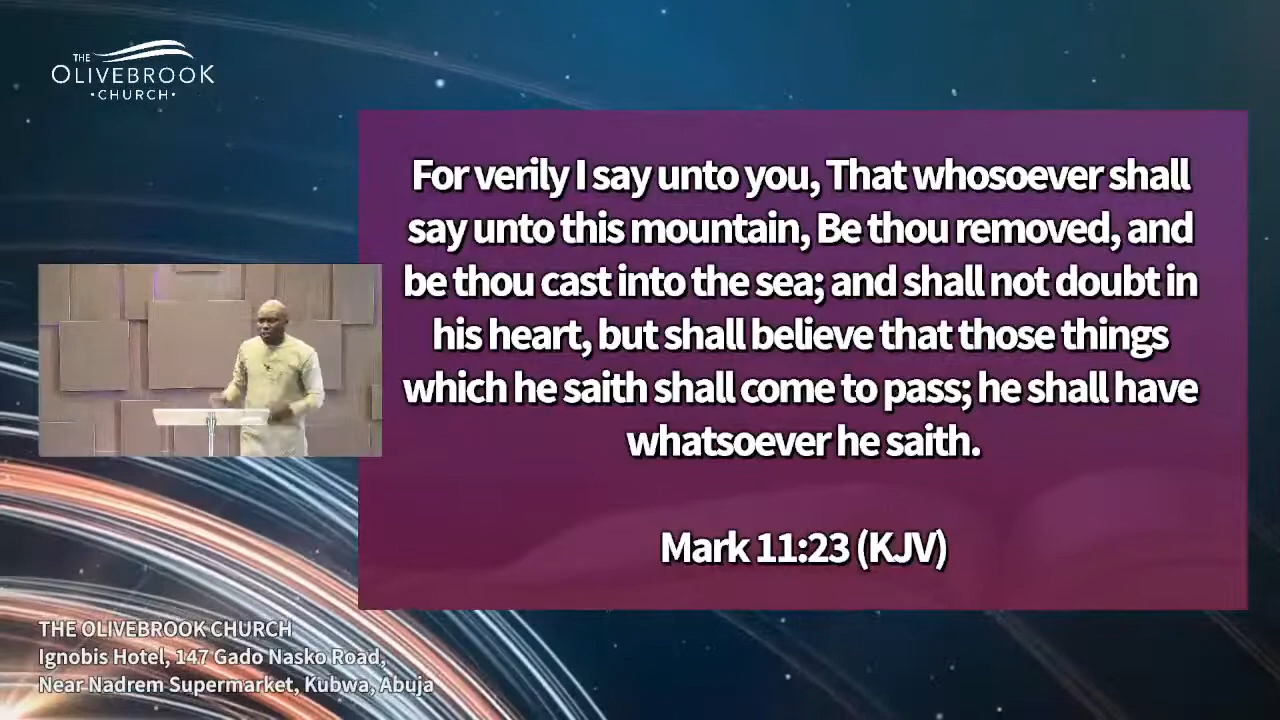 THE
OLIVEBROOK
·CHURCH·
For verily I say unto you, That whosoever shall
say unto this mountain, Be thou removed, and
be thou cast into the sea; and shall not doubt in
his heart, but shall believe that those things
which he saith shall come to pass; he shall have
whatsoever he saith.
Mark 11:23 (KJV)
THE OLIVEBROOK CHURCH
Ignobis Hotel, 147 Gado Nasko Road,
Near Nadrem Supermarket, Kubwa, Abuja